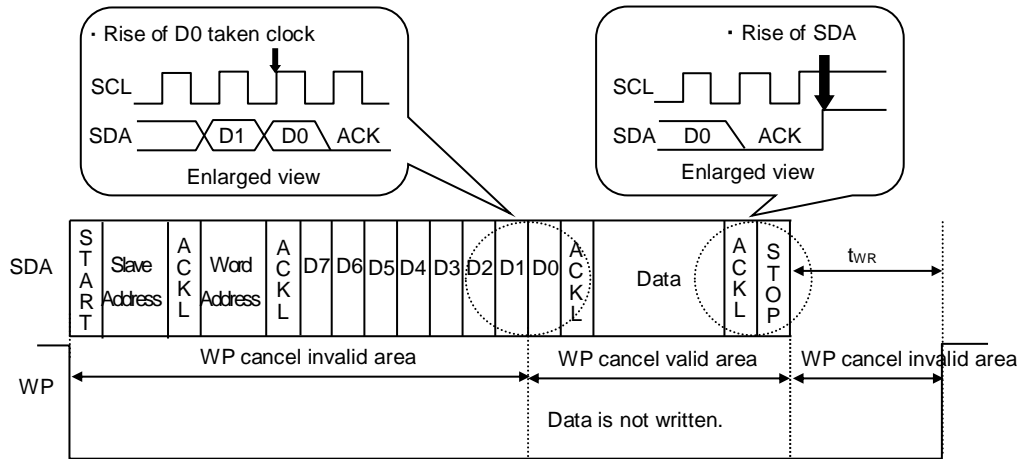 · Rise of D0 taken clock
SCL
SDA D1 D0 ACK
Enlarged view
· Rise of SDA
SCL
SDA D0 ACK
Enlarged view
SDA
START
Slave
Address
ACKL
Word
Address
ACKL
D7 D6 D5 D4 D3 D2 D1 D0
ACKL
Data
ACKL
STOP
tWR
WP cancel invalid area
WP cancel valid area
WP cancel invalid area
WP
Data is not written.